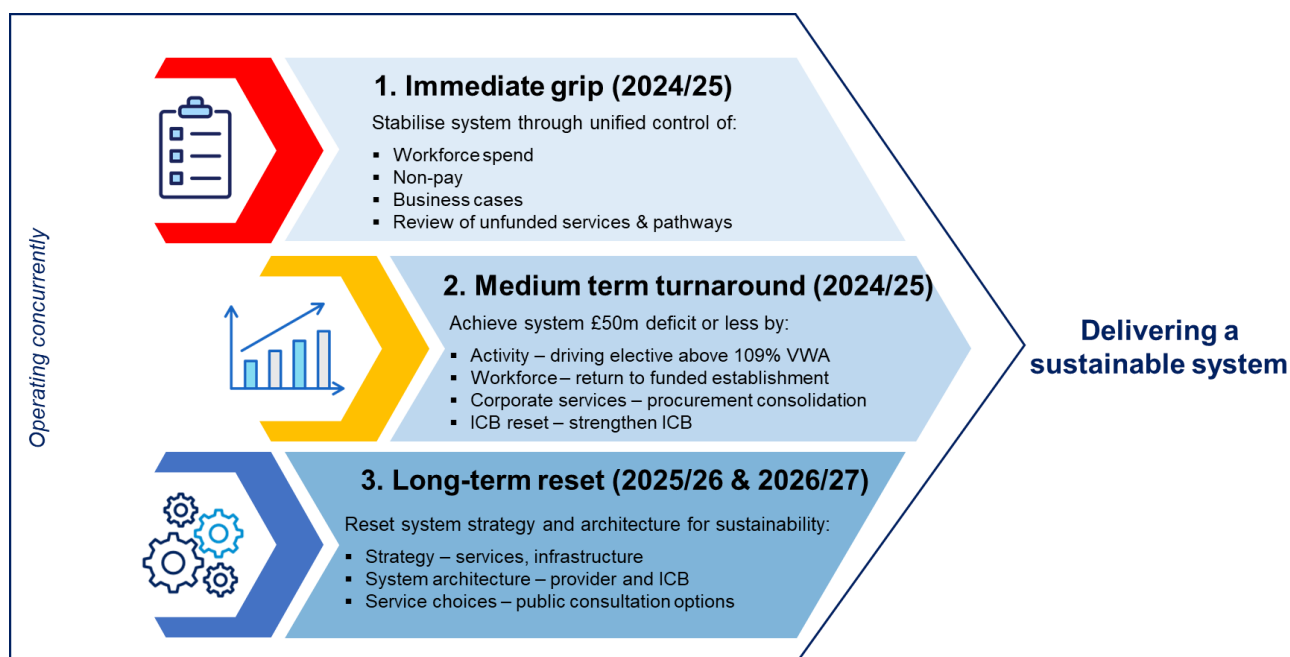 Operating concurrently
1. Immediate grip (2024/25)
Stabilise system through unified control of:
▪ Workforce spend
▪ Non-pay
▪ Business cases
▪ Review of unfunded services & pathways
2. Medium term turnaround (2024/25)
Achieve system £50m deficit or less by:
▪ Activity – driving elective above 109% VWA
▪ Workforce – return to funded establishment
▪ Corporate services – procurement consolidation
▪ ICB reset – strengthen ICB
3. Long-term reset (2025/26 & 2026/27)
Reset system strategy and architecture for sustainability:
▪ Strategy – services, infrastructure
▪ System architecture – provider and ICB
▪ Service choices – public consultation options
Delivering a
sustainable system